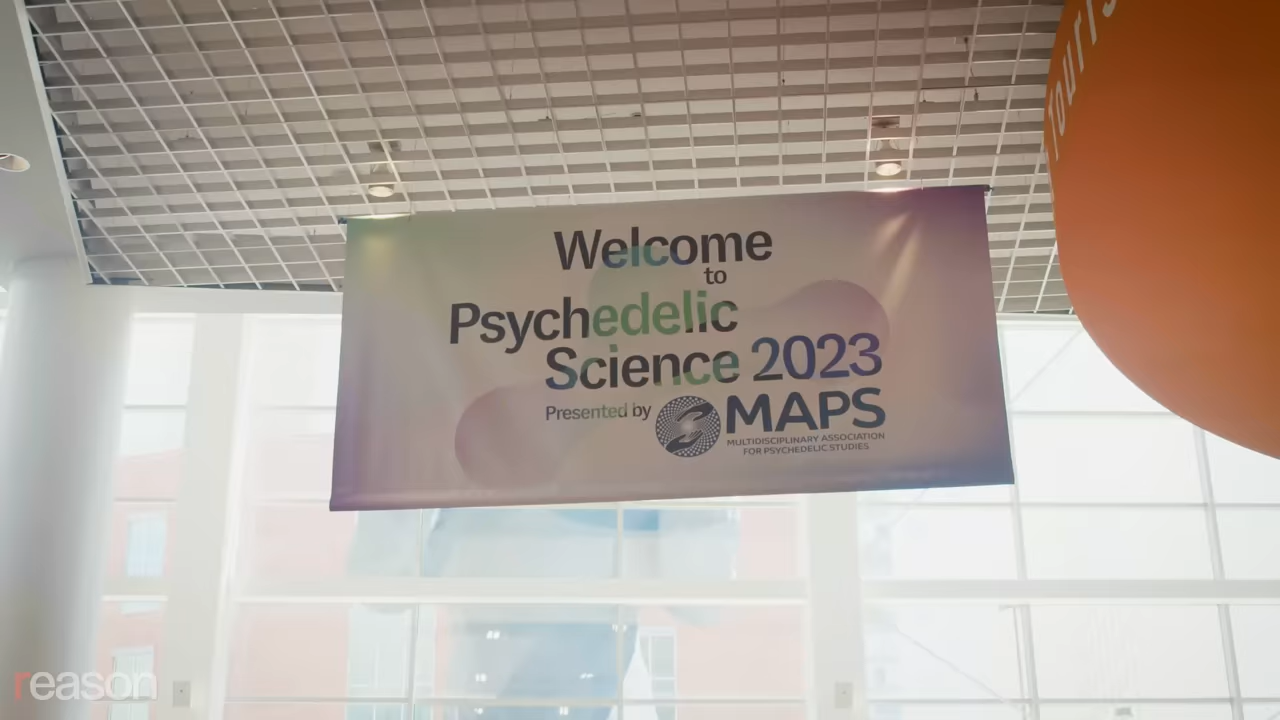 Welcome
to
Psychedelic
Science 2023
Presented by MAPS
MULTIDISCIPLINARY ASSOCIATION
FOR PSYCHEDELIC STUDIES
reason